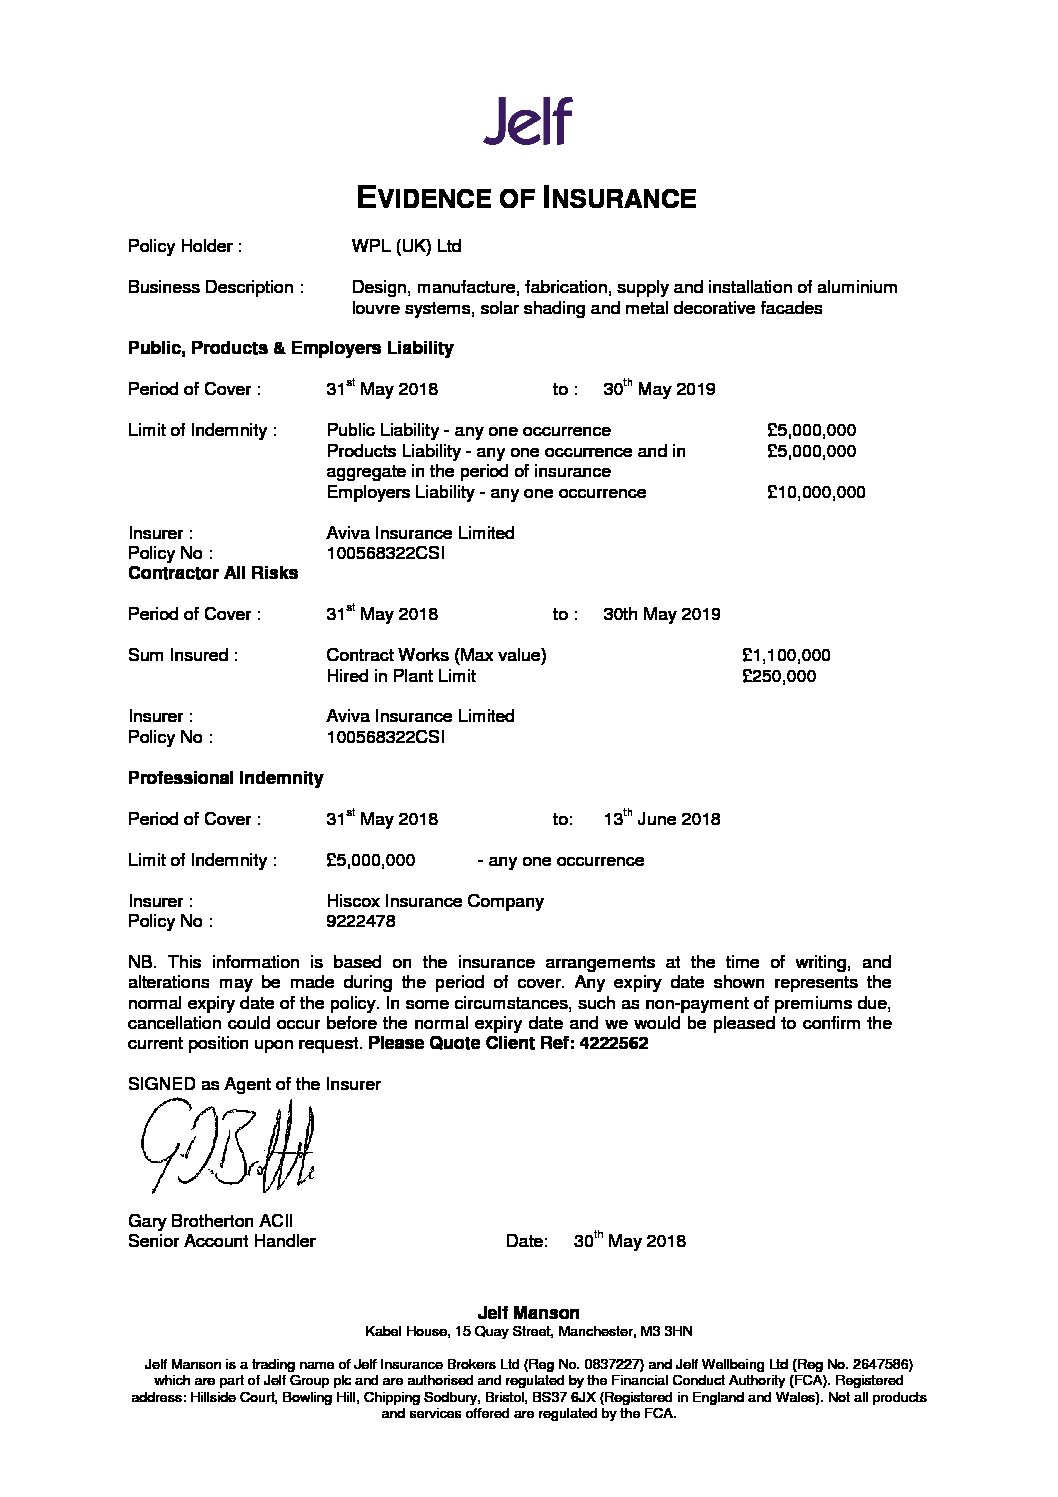 Jelf
EVIDENCE OF INSURANCE
Policy Holder : WPL (UK) Ltd
Business Description : Design, manufacture, fabrication, supply and installation of aluminium
louvre systems, solar shading and metal decorative facades
Public, Products & Employers Liability
Period of Cover : 31st May 2018 to : 30th May 2019
Limit of Indemnity : Public Liability - any one occurrence £5,000,000
Products Liability - any one occurrence and in £5,000,000
aggregate in the period of insurance
Employers Liability - any one occurrence £10,000,000
Insurer : Aviva Insurance Limited
Policy No : 100568322CSI
Contractor All Risks
Period of Cover : 31st May 2018 to : 30th May 2019
Sum Insured : Contract Works (Max value) £1,100,000
Hired in Plant Limit £250,000
Insurer : Aviva Insurance Limited
Policy No : 100568322CSI
Professional Indemnity
Period of Cover : 31st May 2018 to: 13th June 2018
Limit of Indemnity : £5,000,000 - any one occurrence
Insurer : Hiscox Insurance Company
Policy No : 9222478
NB. This information is based on the insurance arrangements at the time of writing, and
alterations may be made during the period of cover. Any expiry date shown represents the
normal expiry date of the policy. In some circumstances, such as non-payment of premiums due,
cancellation could occur before the normal expiry date and we would be pleased to confirm the
current position upon request. Please Quote Client Ref: 4222562
SIGNED as Agent of the Insurer
Gary Brotherton ACII
Senior Account Handler Date: 30th May 2018
Jelf Manson
Kabel House, 15 Quay Street, Manchester, M3 3HN
Jelf Manson is a trading name of Jelf Insurance Brokers Ltd (Reg No. 0837227) and Jelf Wellbeing Ltd (Reg No. 2647586)
which are part of Jelf Group plc and are authorised and regulated by the Financial Conduct Authority (FCA). Registered
address: Hillside Court, Bowling Hill, Chipping Sodbury, Bristol, BS37 6JX (Registered in England and Wales). Not all products
and services offered are regulated by the FCA.